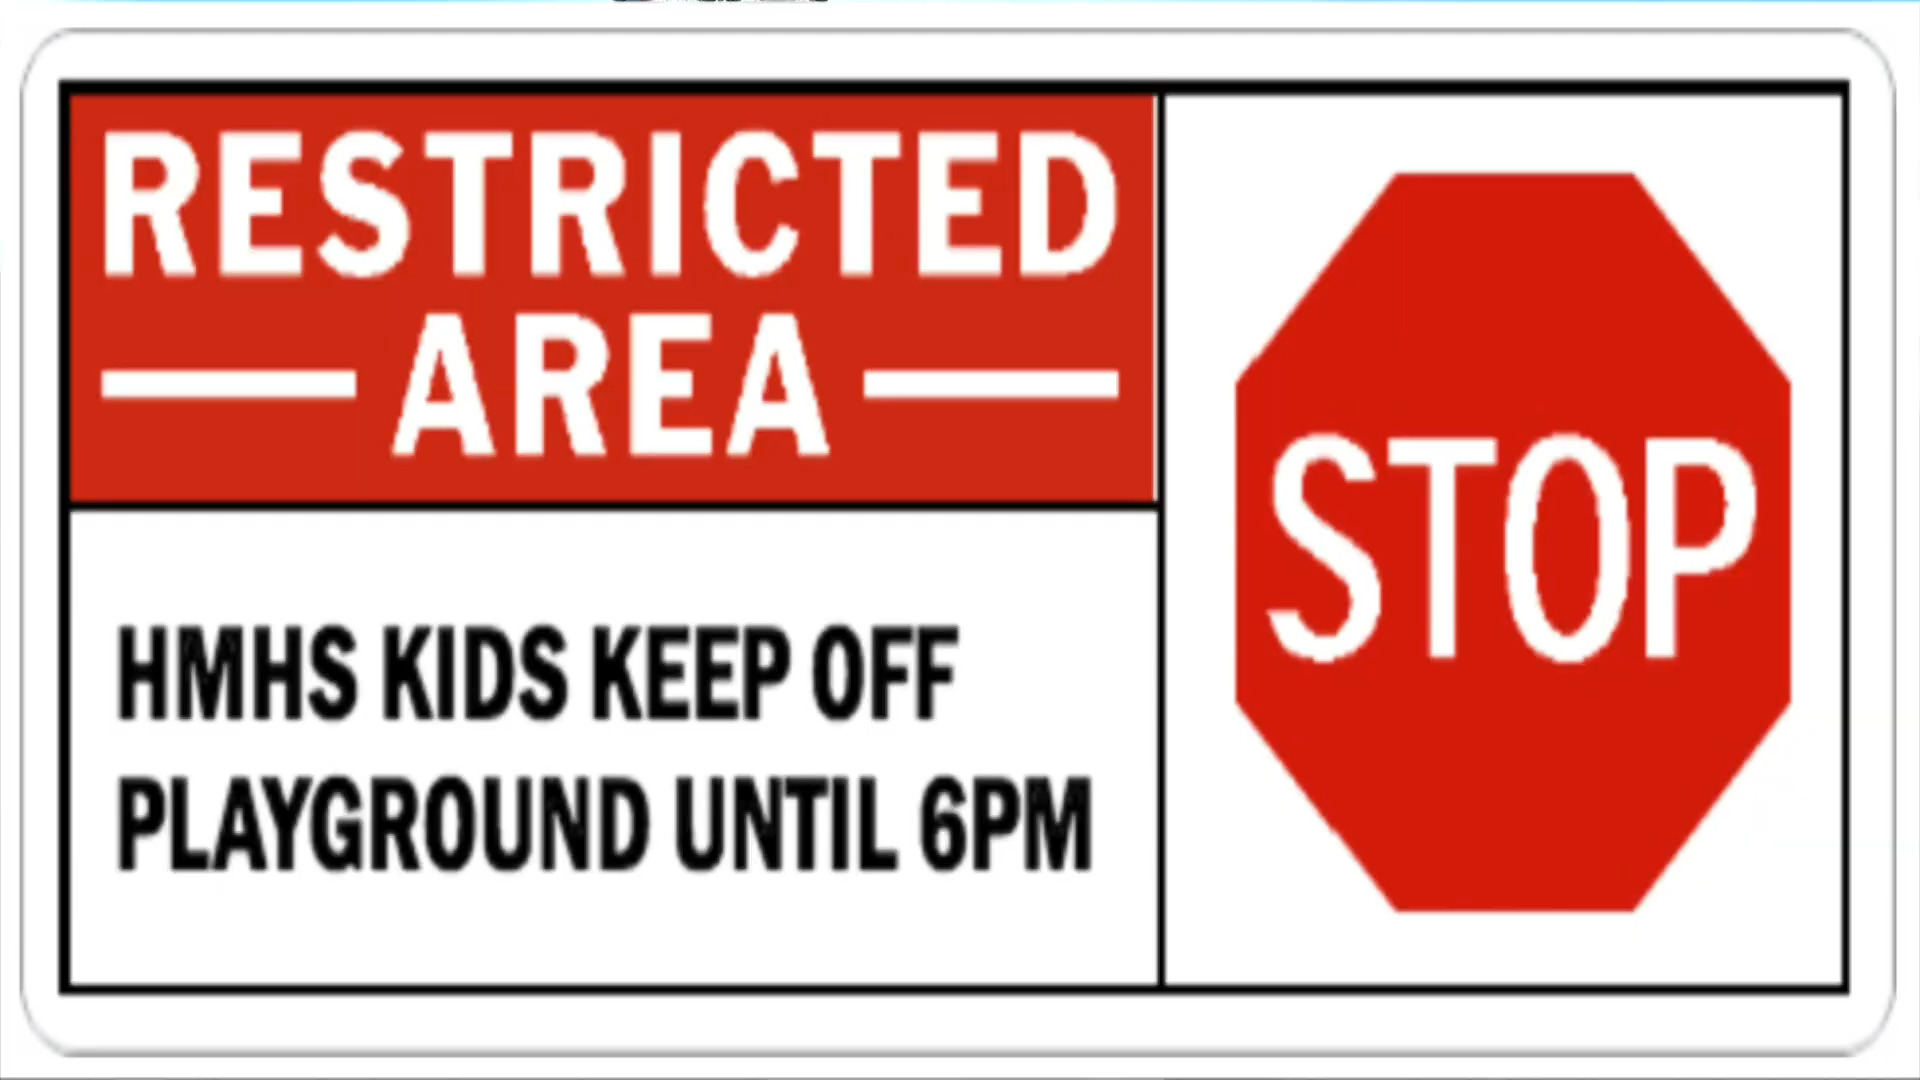 RESTRICTED
AREA
HMHS KIDS KEEP OFF
PLAYGROUND UNTIL 6PM
STOP